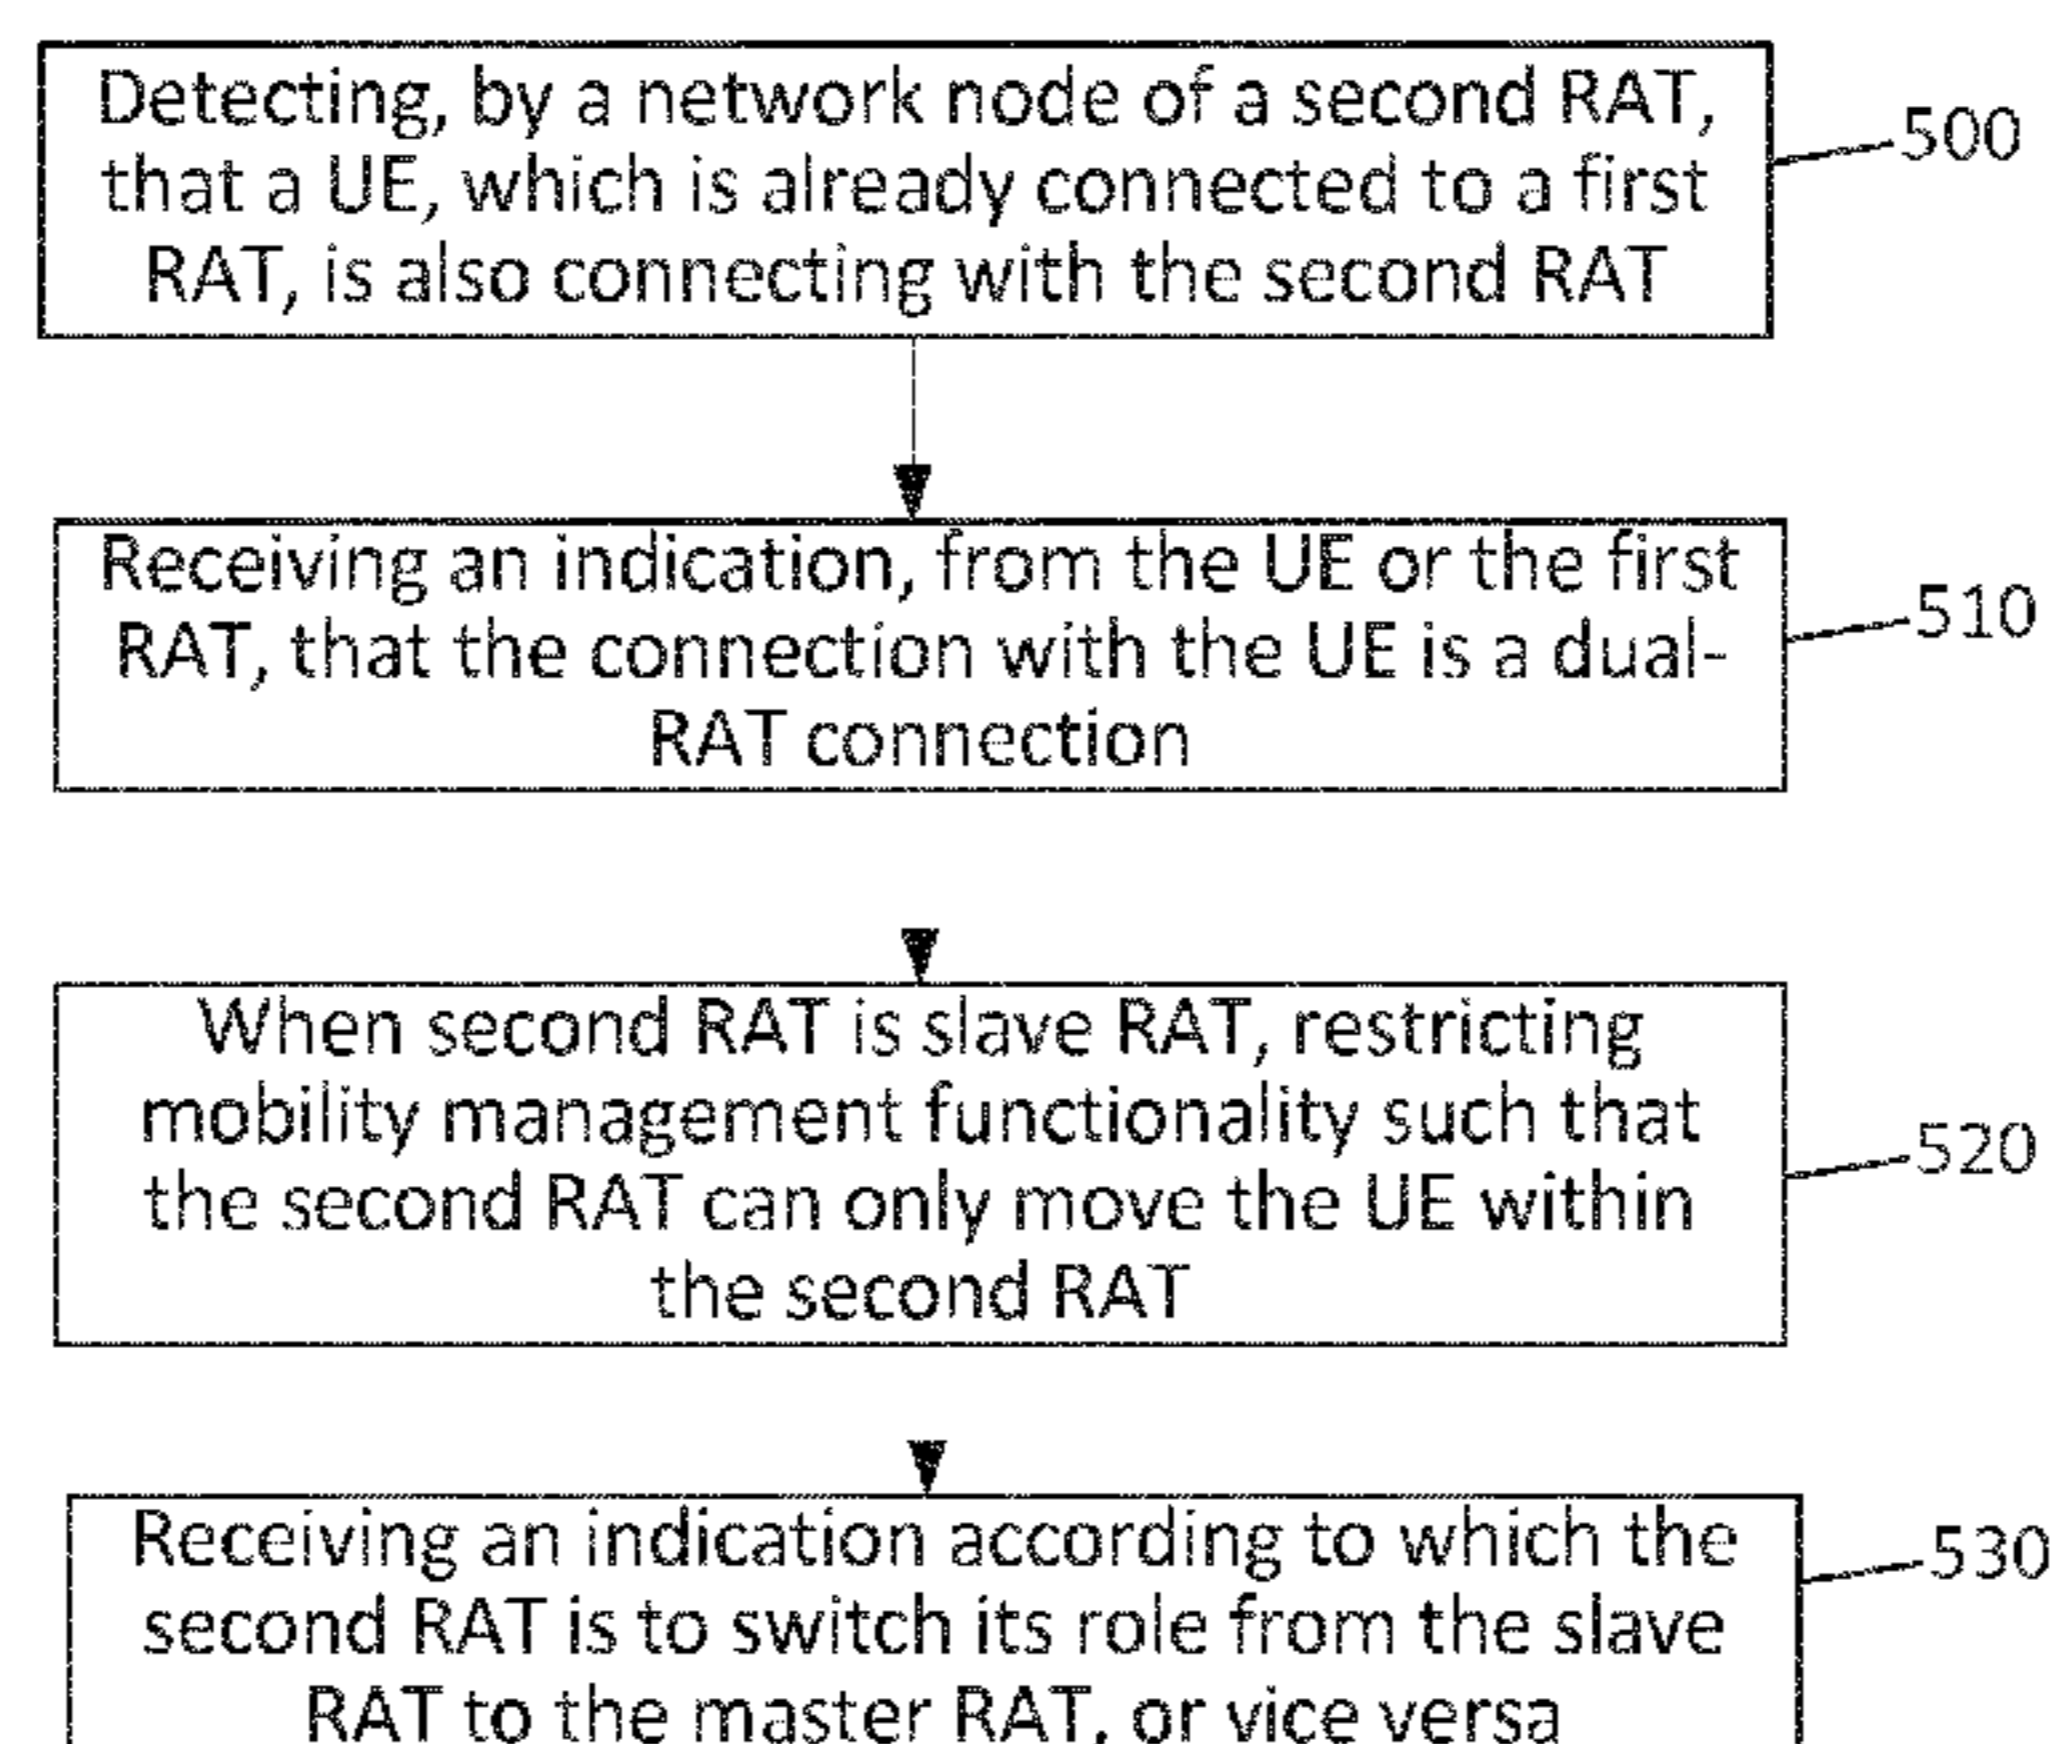 Detecting, by a network node of a second RAT,
that a UE, which is already connected to a first
RAT, is also connecting with the second RAT
500
Receiving an indication, from the UE or the first
RAT, that the connection with the UE is a dual-
RAT connection
510
When second RAT is slave RAT, restricting
mobility management functionality such that
the second RAT can only move the UE within
the second RAT
520
Receiving an indication according to which the
second RAT is to switch its role from the slave
RAT to the master RAT, or vice versa
530